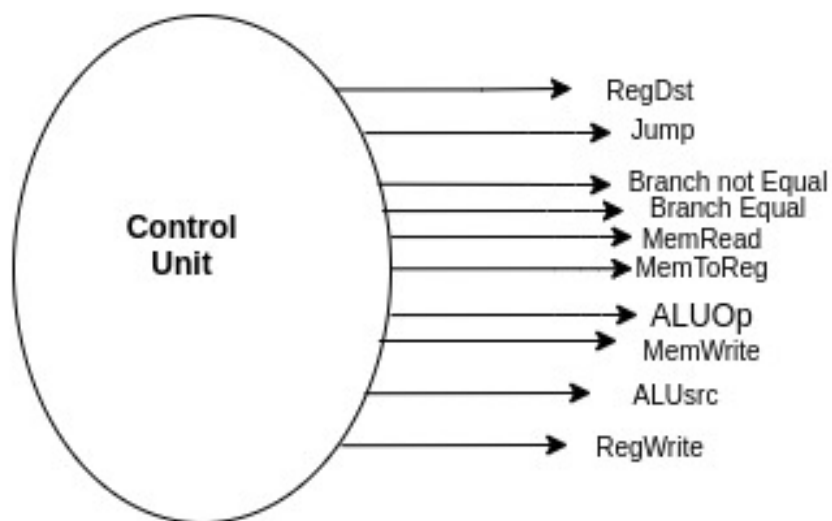 Control
Unit
RegDst
Jump
Branch not Equal
Branch Equal
MemRead
MemToReg
ALUOp
MemWrite
ALUsrc
RegWrite